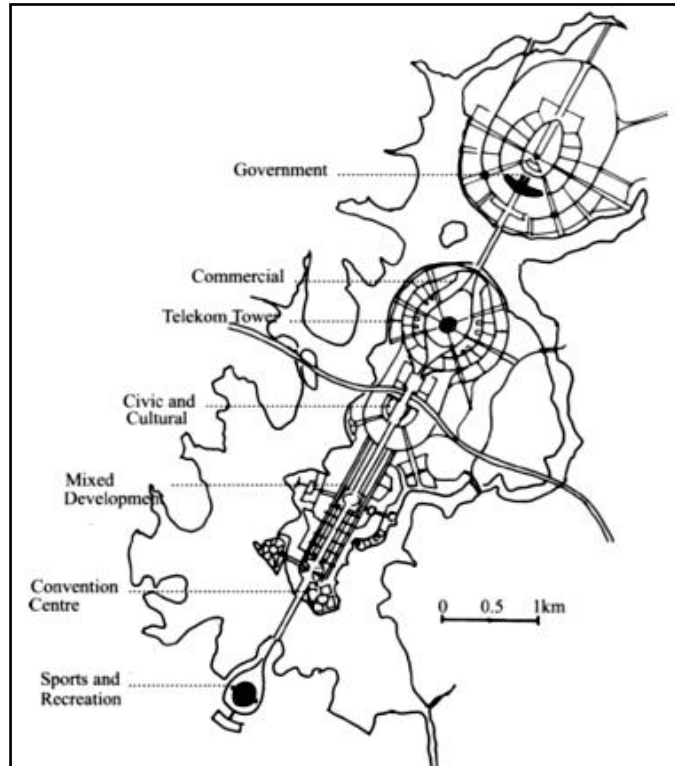 Government
Commercial
Telekom Tower
Civic and
Cultural
Mixed
Development
Convention
Centre
0 0.5 1km
Sports and
Recreation